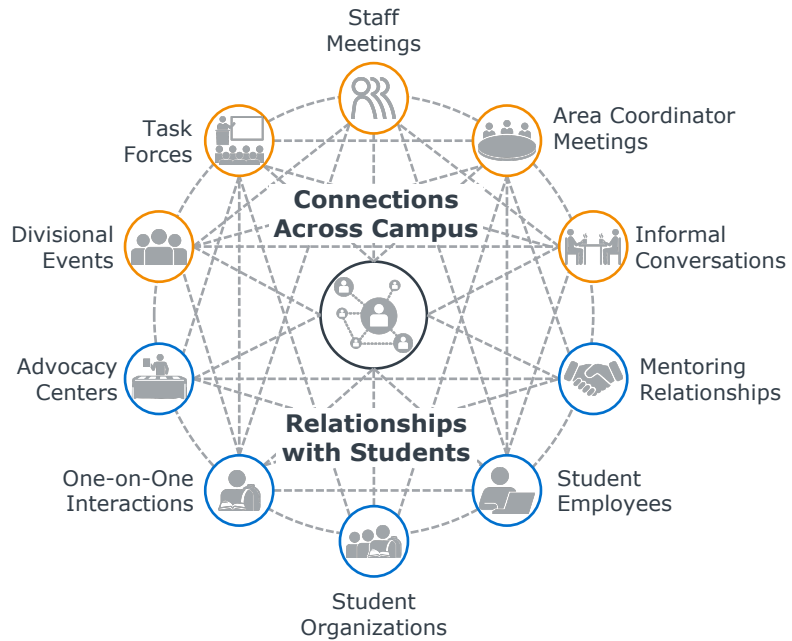 Staff
Meetings
Task
Forces
Area Coordinator
Meetings
Connections
Across Campus
Divisional
Events
Informal
Conversations
Advocacy
Centers
Mentoring
Relationships
Relationships
with Students
One-on-One
Interactions
Student
Employees
Student
Organizations